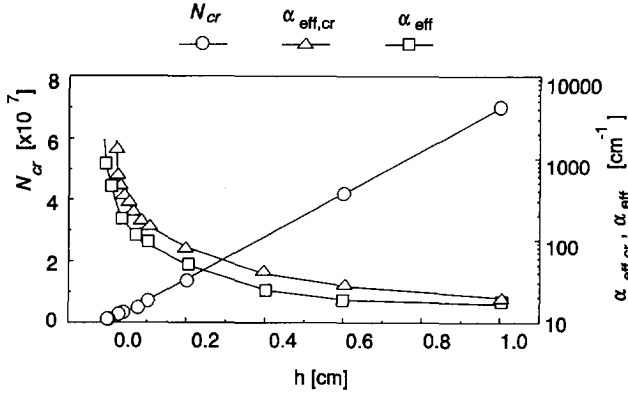 N_cr α_eff,cr α_eff
N_cr [x10^7]
8
6
4
2
0
10000
1000
100
10
α_eff,cr, α_eff [cm^-1]
0.0 0.2 0.4 0.6 0.8 1.0
h [cm]